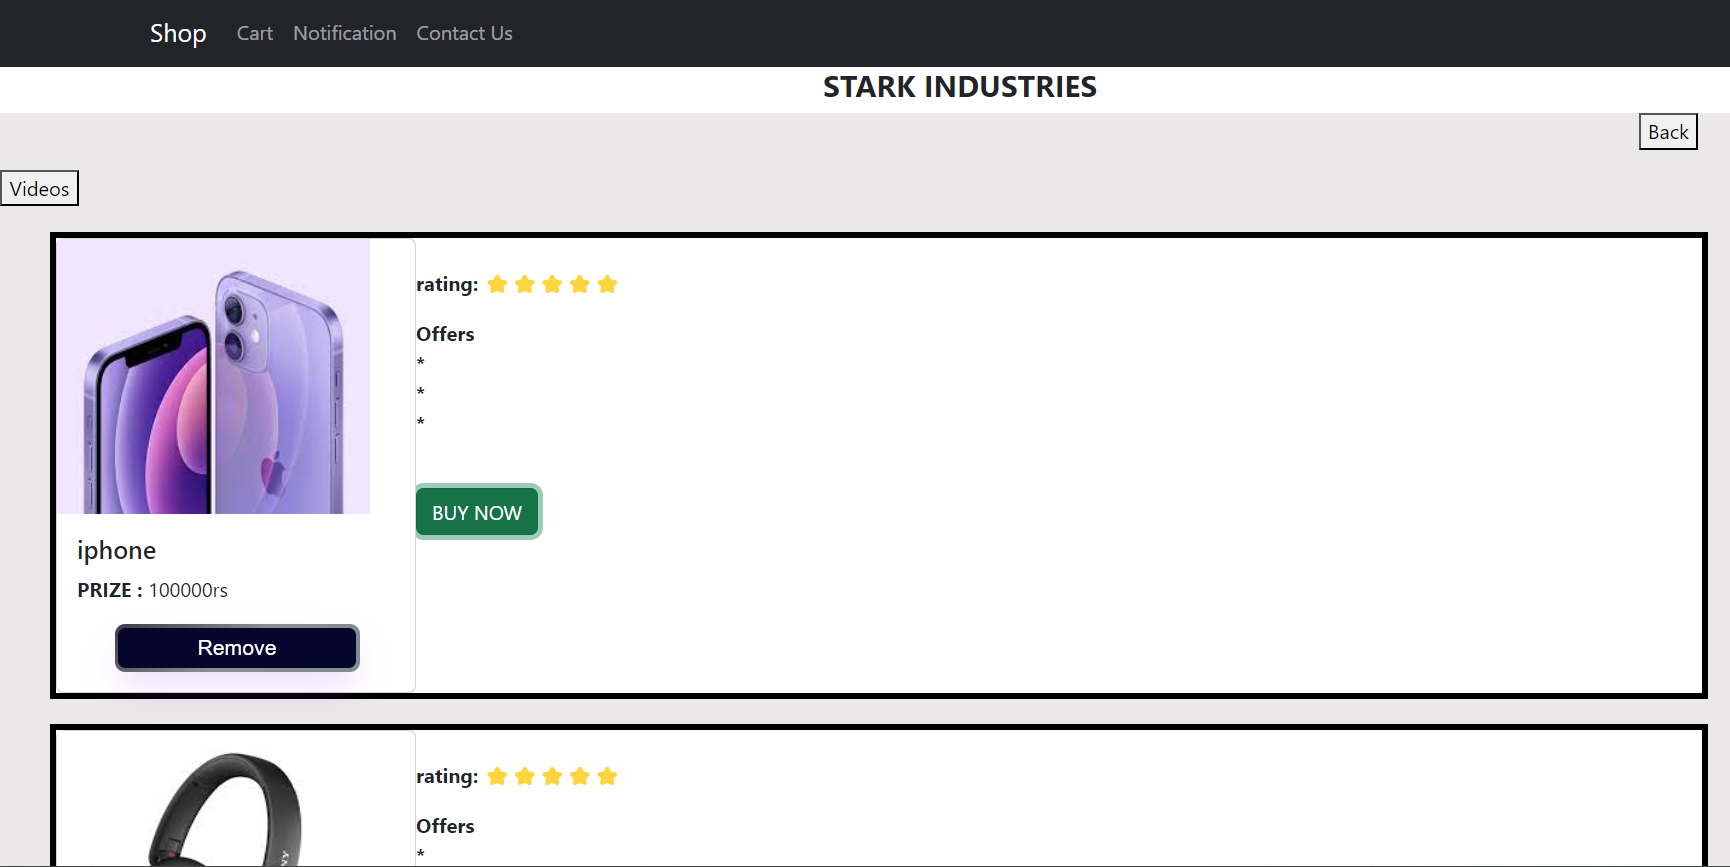 Shop Cart Notification Contact Us
STARK INDUSTRIES
Back
Videos
rating:
Offers
*
*
*
BUY NOW
iphone
PRIZE : 100000rs
Remove
rating:
Offers
*